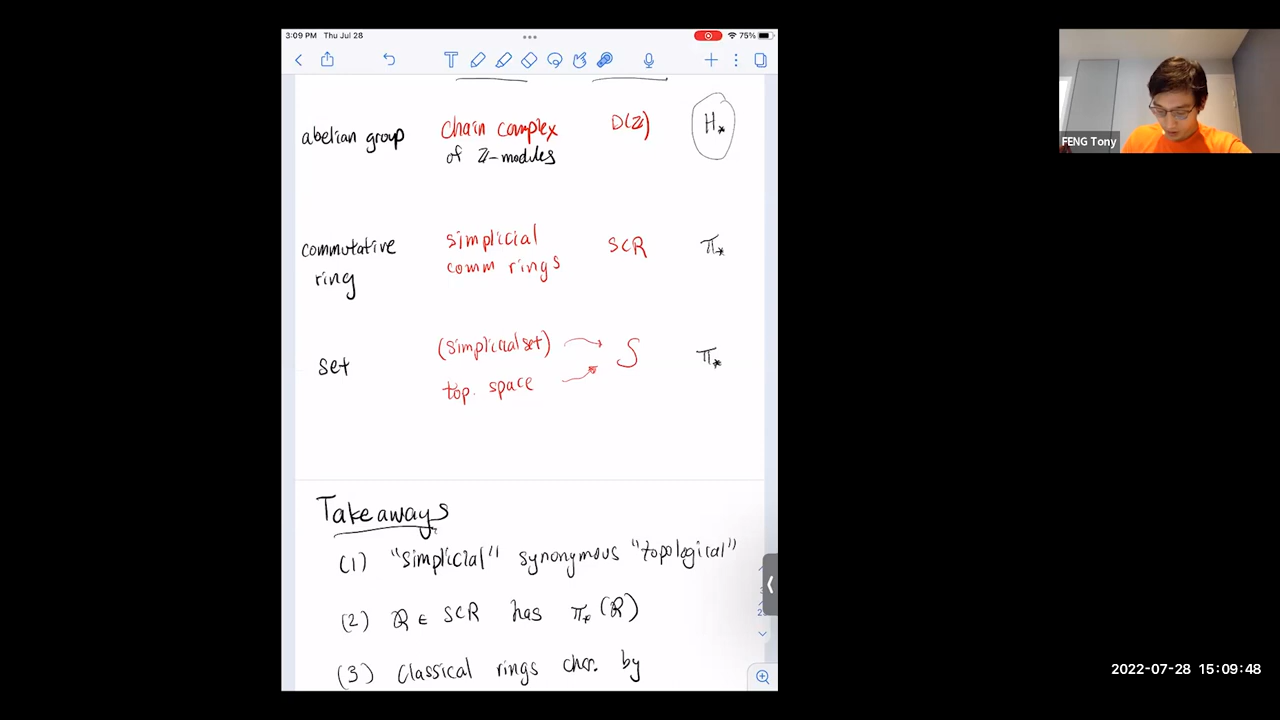 3:09 PM Thu Jul 28
75%
abelian group chain complex D(ℤ) H*
of ℤ-modules
commutative simplicial SCR π*
ring comm rings
set (simplicial set) S π*
top. space
Takeaways
(1) "simplicial" synonymous "topological"
(2) R ∈ SCR has π*(R)
(3) Classical rings char. by
FENG Tony
2022-07-28 15:09:48